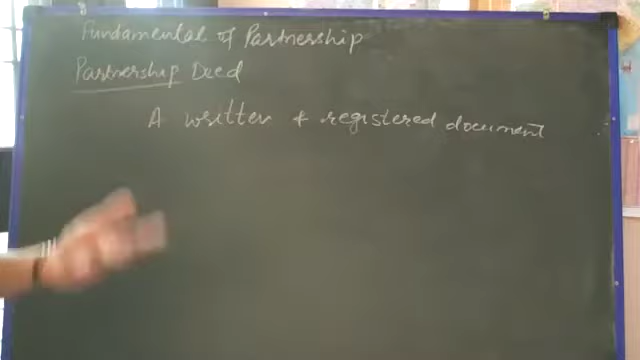 Fundamental of Partnership
Partnership Deed
A written & registered document